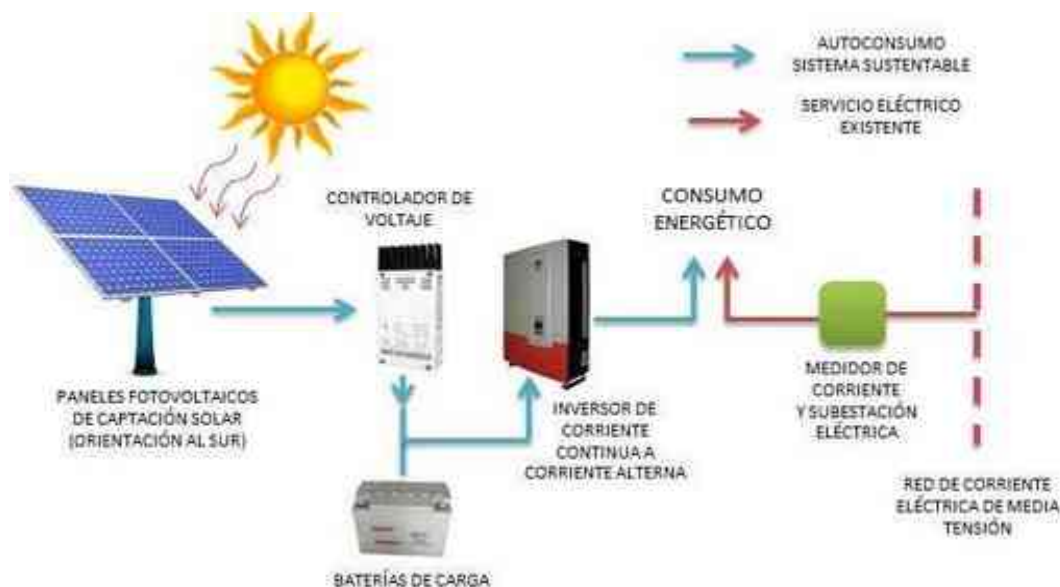 AUTOCONSUMO
SISTEMA SUSTENTABLE
SERVICIO ELÉCTRICO
EXISTENTE
CONTROLADOR DE
VOLTAJE
CONSUMO
ENERGÉTICO
PANELES FOTOVOLTAICOS
DE CAPTACIÓN SOLAR
(ORIENTACIÓN AL SUR)
INVERSOR DE
CORRIENTE
CONTINUA A
CORRIENTE ALTERNA
MEDIDOR DE
CORRIENTE
Y SUBESTACIÓN
ELÉCTRICA
RED DE CORRIENTE
ELÉCTRICA DE MEDIA
TENSIÓN
BATERÍAS DE CARGA